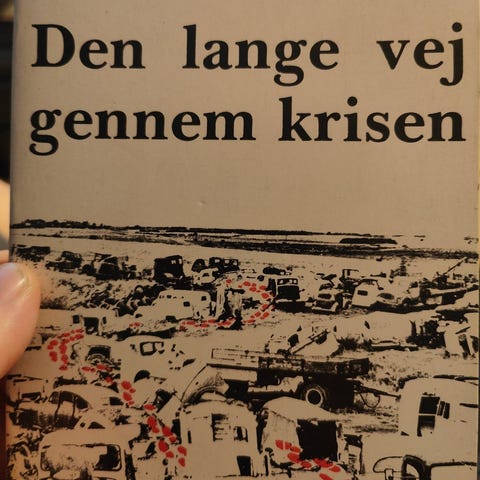 Den lange vej
gennem krisen